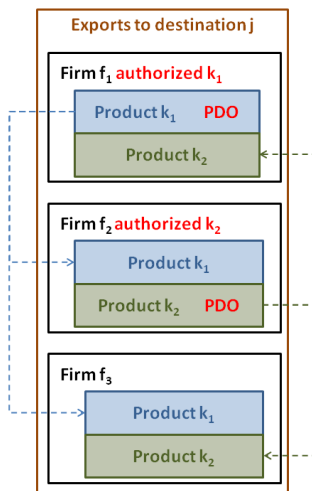 Exports to destination j
Firm f₁ authorized k₁
Product k₁ PDO
Product k₂
Firm f₂ authorized k₂
Product k₁
Product k₂ PDO
Firm f₃
Product k₁
Product k₂